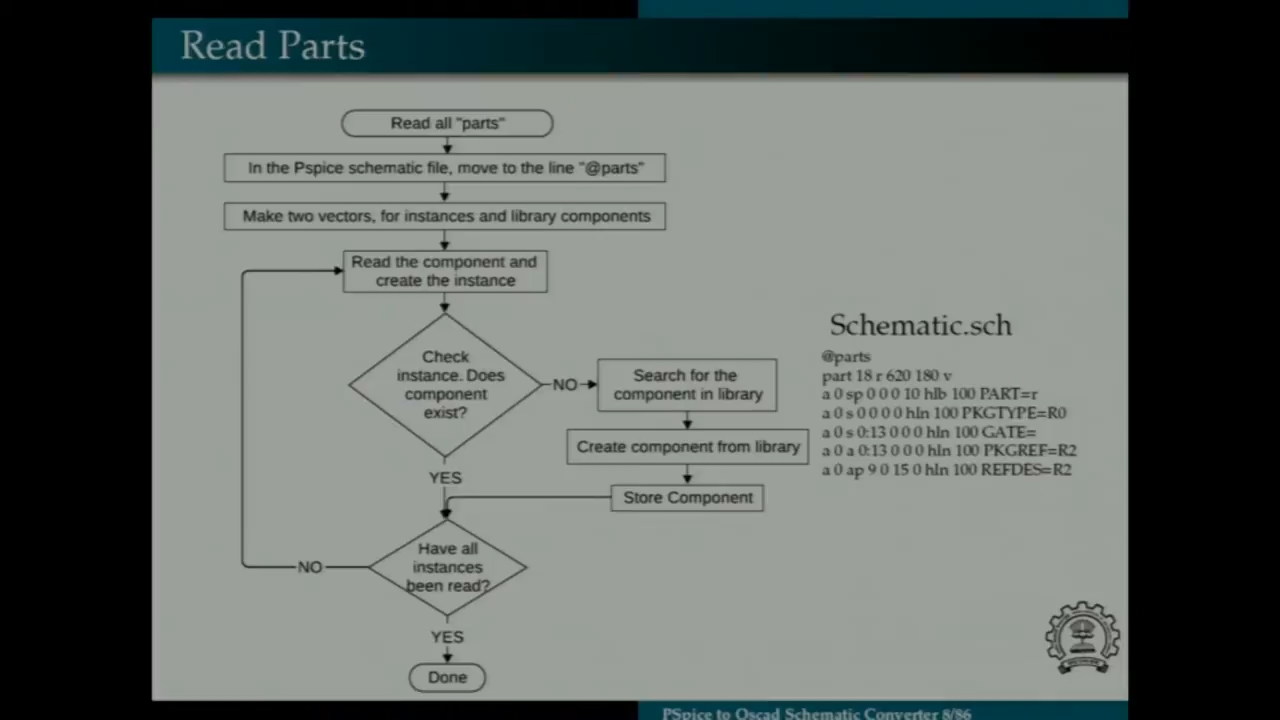 Read Parts
Read all "parts"
In the Pspice schematic file, move to the line "@parts"
Make two vectors, for instances and library components
Read the component and
create the instance
Check
instance. Does
component
exist?
NO
Search for the
component in library
Create component from library
Store Component
YES
Have all
instances
been read?
NO
YES
Done
Schematic.sch
@parts
part 18 r 620 180 v
a 0 sp 0 0 0 10 hlb 100 PART=r
a 0 s 0 0 0 0 hln 100 PKGTYPE=R0
a 0 s 0:13 0 0 0 hln 100 GATE=
a 0 a 0:13 0 0 0 hln 100 PKGREF=R2
a 0 ap 9 0 15 0 hln 100 REFDES=R2
PSpice to Oscad Schematic Converter 8/86